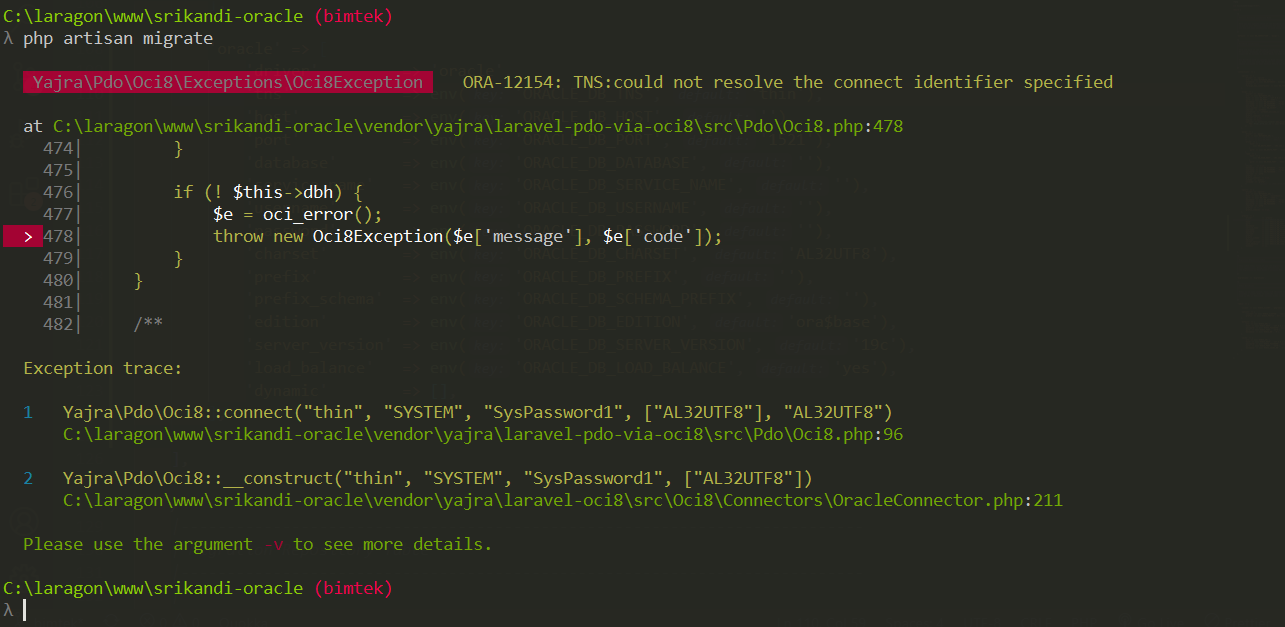 C:\laragon\www\srikandi-oracle (bimtek)
λ php artisan migrate
Yajra\Pdo\Oci8\Exceptions\Oci8Exception ORA-12154: TNS:could not resolve the connect identifier specified
at C:\laragon\www\srikandi-oracle\vendor\yajra\laravel-pdo-via-oci8\src\Pdo\Oci8.php:478
474| }
475|
476| if (! $this->dbh) {
477| $e = oci_error();
> 478| throw new Oci8Exception($e['message'], $e['code']);
479| }
480| }
481|
482| /**
Exception trace:
1 Yajra\Pdo\Oci8::connect("thin", "SYSTEM", "SysPassword1", ["AL32UTF8"], "AL32UTF8")
C:\laragon\www\srikandi-oracle\vendor\yajra\laravel-pdo-via-oci8\src\Pdo\Oci8.php:96
2 Yajra\Pdo\Oci8::__construct("thin", "SYSTEM", "SysPassword1", ["AL32UTF8"])
C:\laragon\www\srikandi-oracle\vendor\yajra\laravel-oci8\src\Oci8\Connectors\OracleConnector.php:211
Please use the argument -v to see more details.
C:\laragon\www\srikandi-oracle (bimtek)
λ